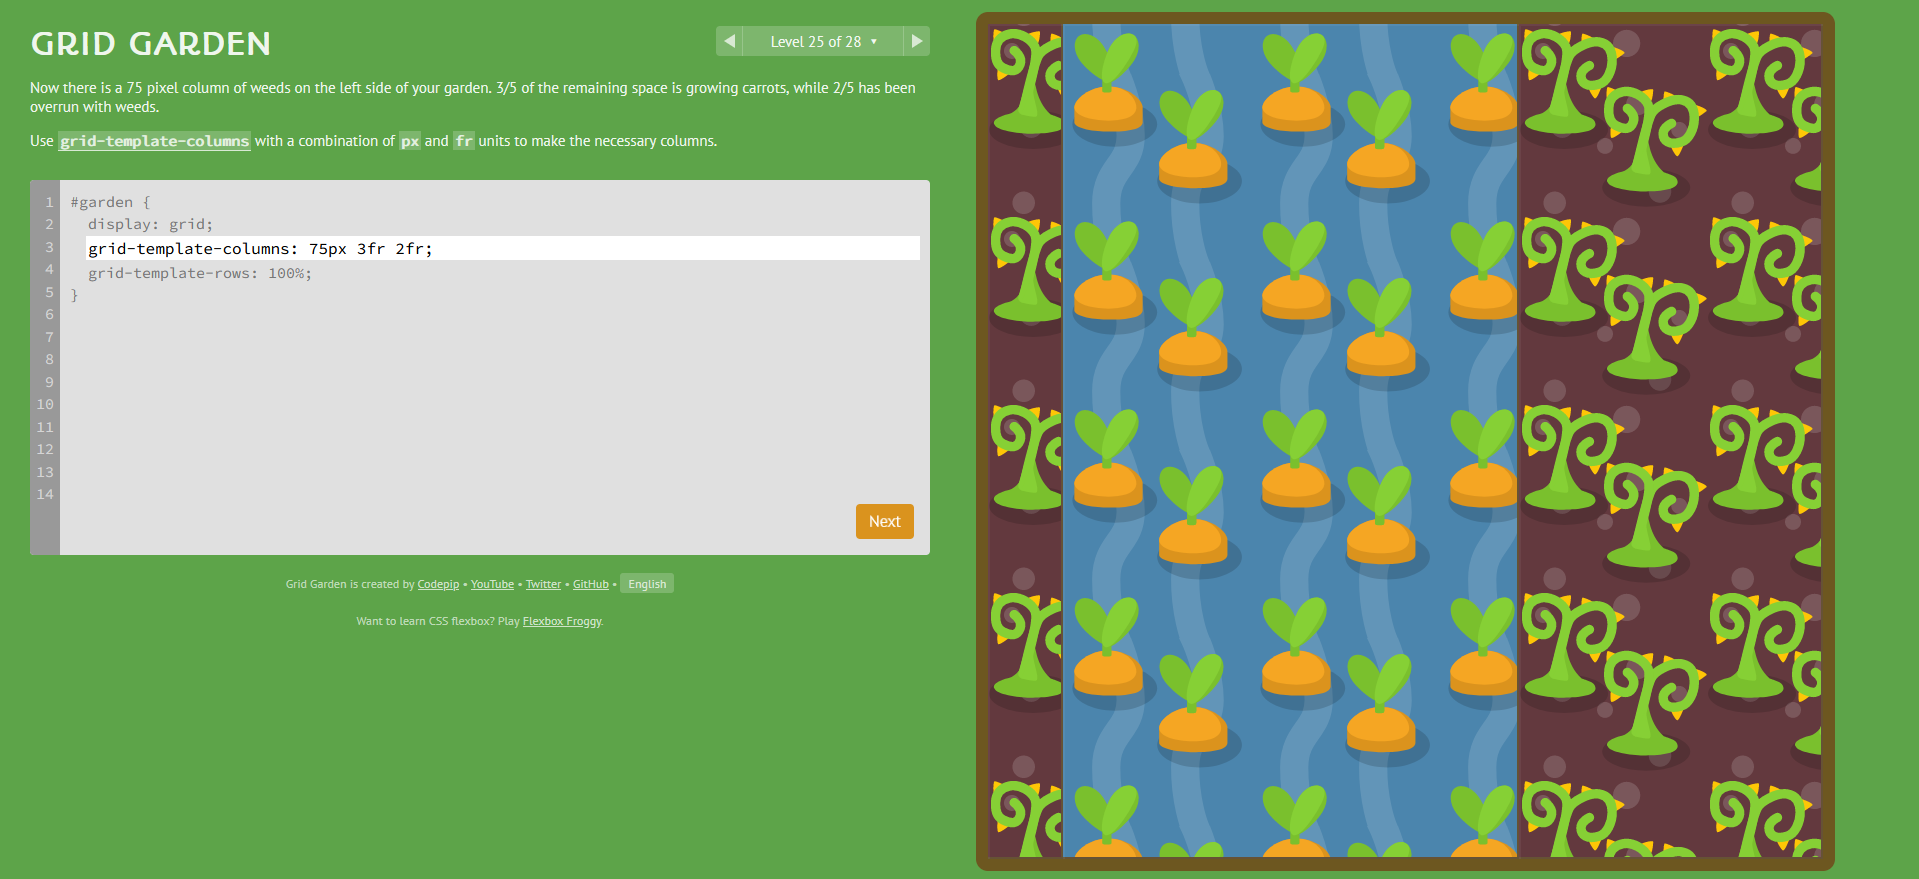 GRID GARDEN
Level 25 of 28
Now there is a 75 pixel column of weeds on the left side of your garden. 3/5 of the remaining space is growing carrots, while 2/5 has been
overrun with weeds.
Use grid-template-columns with a combination of px and fr units to make the necessary columns.
1 #garden {
2 display: grid;
3 grid-template-columns: 75px 3fr 2fr;
4 grid-template-rows: 100%;
5 }
6
7
8
9
10
11
12
13
14
Next
Grid Garden is created by Codepip • YouTube • Twitter • GitHub • English
Want to learn CSS flexbox? Play Flexbox Froggy.